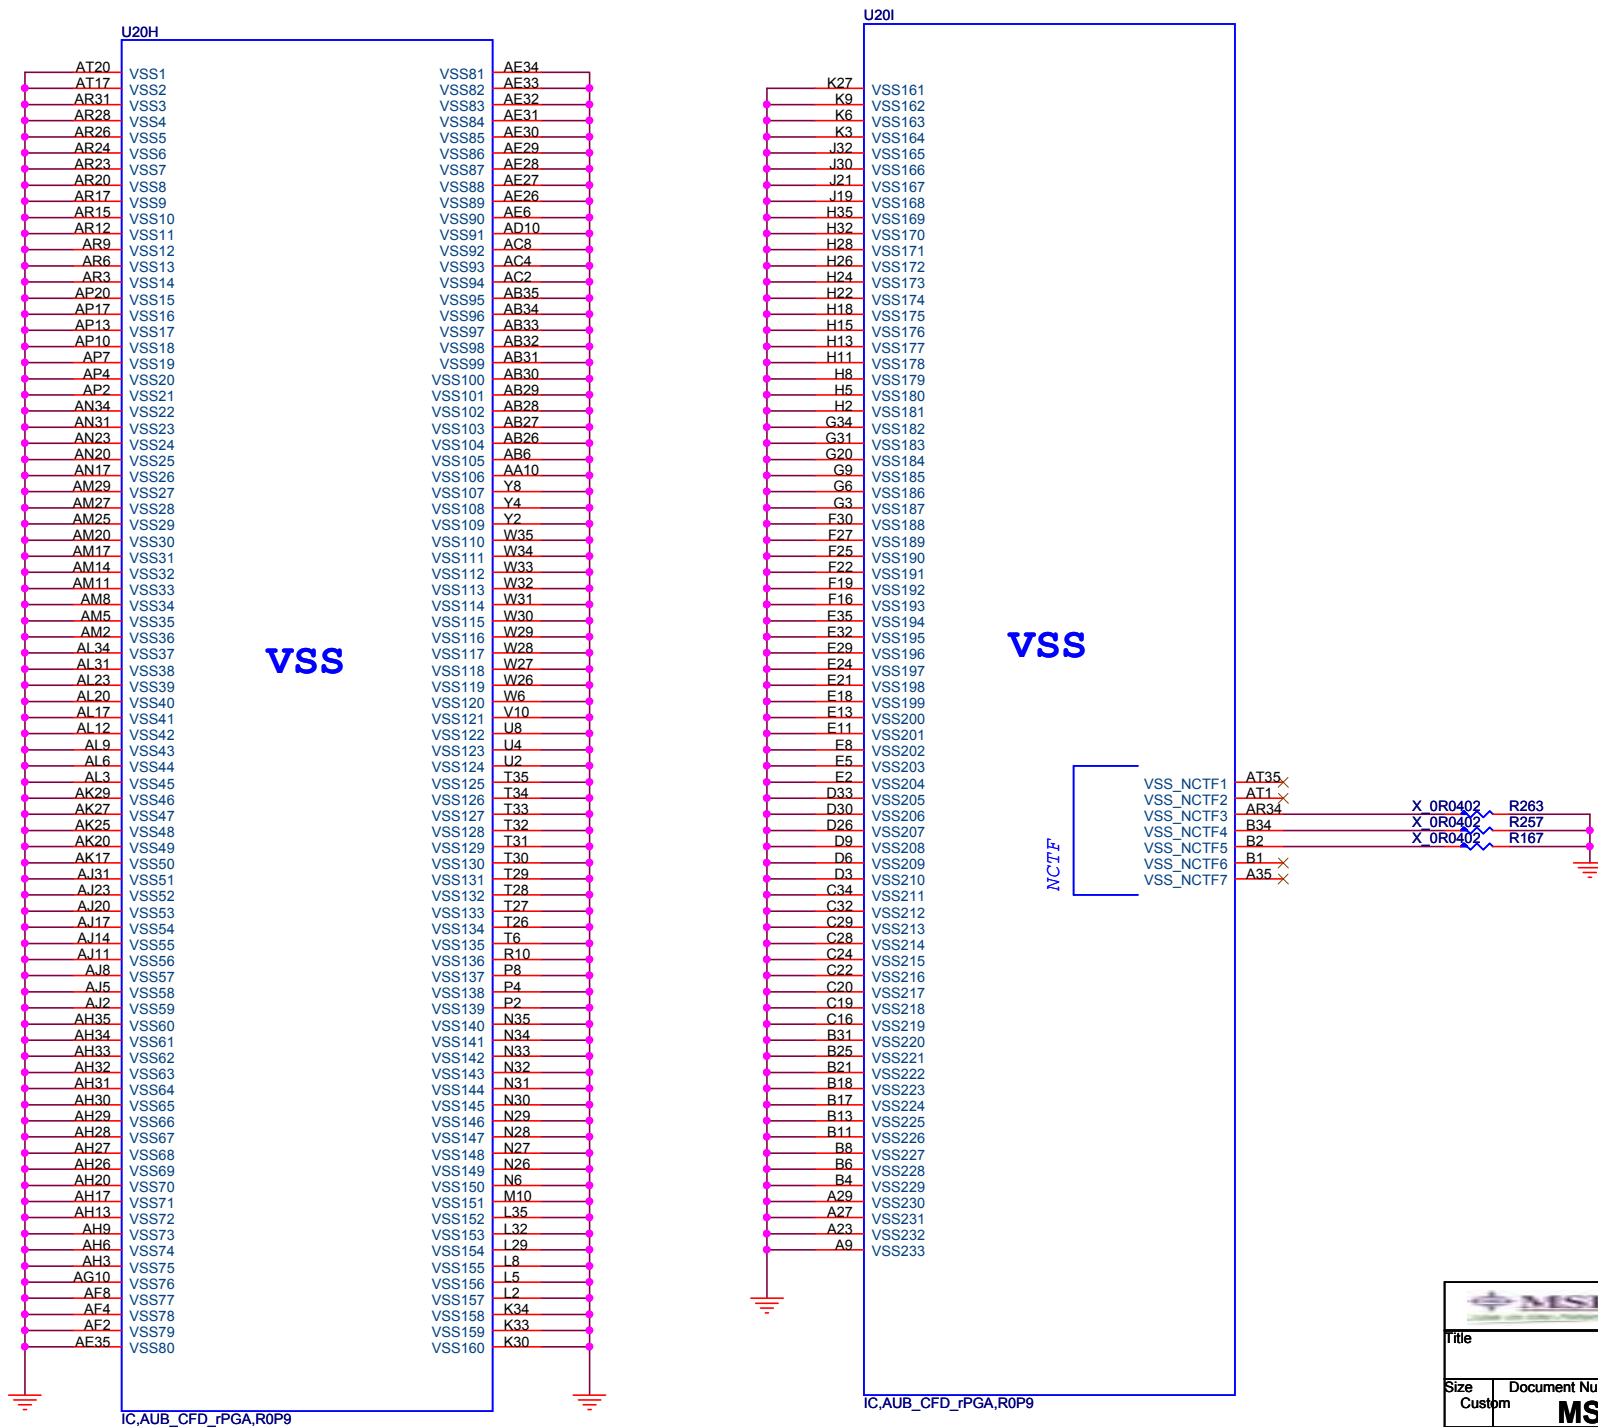 U20H
AT20 VSS1 VSS81 AE34
AT17 VSS2 VSS82 AE33
AR31 VSS3 VSS83 AE32
AR28 VSS4 VSS84 AE31
AR26 VSS5 VSS85 AE30
AR24 VSS6 VSS86 AE29
AR23 VSS7 VSS87 AE28
AR20 VSS8 VSS88 AE27
AR17 VSS9 VSS89 AE26
AR15 VSS10 VSS90 AE6
AR12 VSS11 VSS91 AD10
AR9 VSS12 VSS92 AC8
AR6 VSS13 VSS93 AC4
AR3 VSS14 VSS94 AC2
AP20 VSS15 VSS95 AB35
AP17 VSS16 VSS96 AB34
AP13 VSS17 VSS97 AB33
AP10 VSS18 VSS98 AB32
AP7 VSS19 VSS99 AB31
AP4 VSS20 VSS100 AB30
AP2 VSS21 VSS101 AB29
AN34 VSS22 VSS102 AB28
AN31 VSS23 VSS103 AB27
AN23 VSS24 VSS104 AB26
AN20 VSS25 VSS105 AB6
AN17 VSS26 VSS106 AA10
AM29 VSS27 VSS107 Y8
AM27 VSS28 VSS108 Y4
AM25 VSS29 VSS109 Y2
AM20 VSS30 VSS110 W35
AM17 VSS31 VSS111 W34
AM14 VSS32 VSS112 W33
AM11 VSS33 VSS113 W32
AM8 VSS34 VSS114 W31
AM5 VSS35 VSS115 W30
AM2 VSS36 VSS116 W29
AL34 VSS37 VSS117 W28
VSS
AL31 VSS38 VSS118 W27
AL23 VSS39 VSS119 W26
AL20 VSS40 VSS120 W6
AL17 VSS41 VSS121 V10
AL12 VSS42 VSS122 U8
AL9 VSS43 VSS123 U4
AL6 VSS44 VSS124 U2
AL3 VSS45 VSS125 T35
AK29 VSS46 VSS126 T34
AK27 VSS47 VSS127 T33
AK25 VSS48 VSS128 T32
AK20 VSS49 VSS129 T31
AK17 VSS50 VSS130 T30
AJ31 VSS51 VSS131 T29
AJ23 VSS52 VSS132 T28
AJ20 VSS53 VSS133 T27
AJ17 VSS54 VSS134 T26
AJ14 VSS55 VSS135 T6
AJ11 VSS56 VSS136 R10
AJ8 VSS57 VSS137 P8
AJ5 VSS58 VSS138 P4
AJ2 VSS59 VSS139 P2
AH35 VSS60 VSS140 N35
AH34 VSS61 VSS141 N34
AH33 VSS62 VSS142 N33
AH32 VSS63 VSS143 N32
AH31 VSS64 VSS144 N31
AH30 VSS65 VSS145 N30
AH29 VSS66 VSS146 N29
AH28 VSS67 VSS147 N28
AH27 VSS68 VSS148 N27
AH26 VSS69 VSS149 N26
AH20 VSS70 VSS150 N6
AH17 VSS71 VSS151 M10
AH13 VSS72 VSS152 L35
AH9 VSS73 VSS153 L32
AH6 VSS74 VSS154 L29
AH3 VSS75 VSS155 L8
AG10 VSS76 VSS156 L5
AF8 VSS77 VSS157 L2
AF4 VSS78 VSS158 K34
AF2 VSS79 VSS159 K33
AE35 VSS80 VSS160 K30
IC,AUB_CFD_rPGA,R0P9
U20I
K27 VSS161
K9 VSS162
K6 VSS163
K3 VSS164
J32 VSS165
J30 VSS166
J21 VSS167
J19 VSS168
H35 VSS169
H32 VSS170
H28 VSS171
H26 VSS172
H24 VSS173
H22 VSS174
H18 VSS175
H15 VSS176
H13 VSS177
H11 VSS178
H8 VSS179
H5 VSS180
H2 VSS181
G34 VSS182
G31 VSS183
G20 VSS184
G9 VSS185
G6 VSS186
G3 VSS187
F30 VSS188
F27 VSS189
F25 VSS190
F22 VSS191
F19 VSS192
F16 VSS193
E35 VSS194
E32 VSS195
VSS
E29 VSS196
E24 VSS197
E21 VSS198
E18 VSS199
E13 VSS200
E11 VSS201
E8 VSS202
E5 VSS203
E2 VSS204 VSS_NCTF1 AT35
D33 VSS205 VSS_NCTF2 AT1
D30 VSS206 VSS_NCTF3 AR34 X_0R0402 R263
D26 VSS207 VSS_NCTF4 B34 X_0R0402 R257
D9 VSS208 VSS_NCTF5 B2 X_0R0402 R167
D6 VSS209 VSS_NCTF6 B1
D3 VSS210 VSS_NCTF7 A35
NCTF
C34 VSS211
C32 VSS212
C29 VSS213
C28 VSS214
C24 VSS215
C22 VSS216
C20 VSS217
C19 VSS218
C16 VSS219
B31 VSS220
B25 VSS221
B21 VSS222
B18 VSS223
B17 VSS224
B13 VSS225
B11 VSS226
B8 VSS227
B6 VSS228
B4 VSS229
A29 VSS230
A27 VSS231
A23 VSS232
A9 VSS233
IC,AUB_CFD_rPGA,R0P9
MSI
Title
Size Document Nu
Custom MS